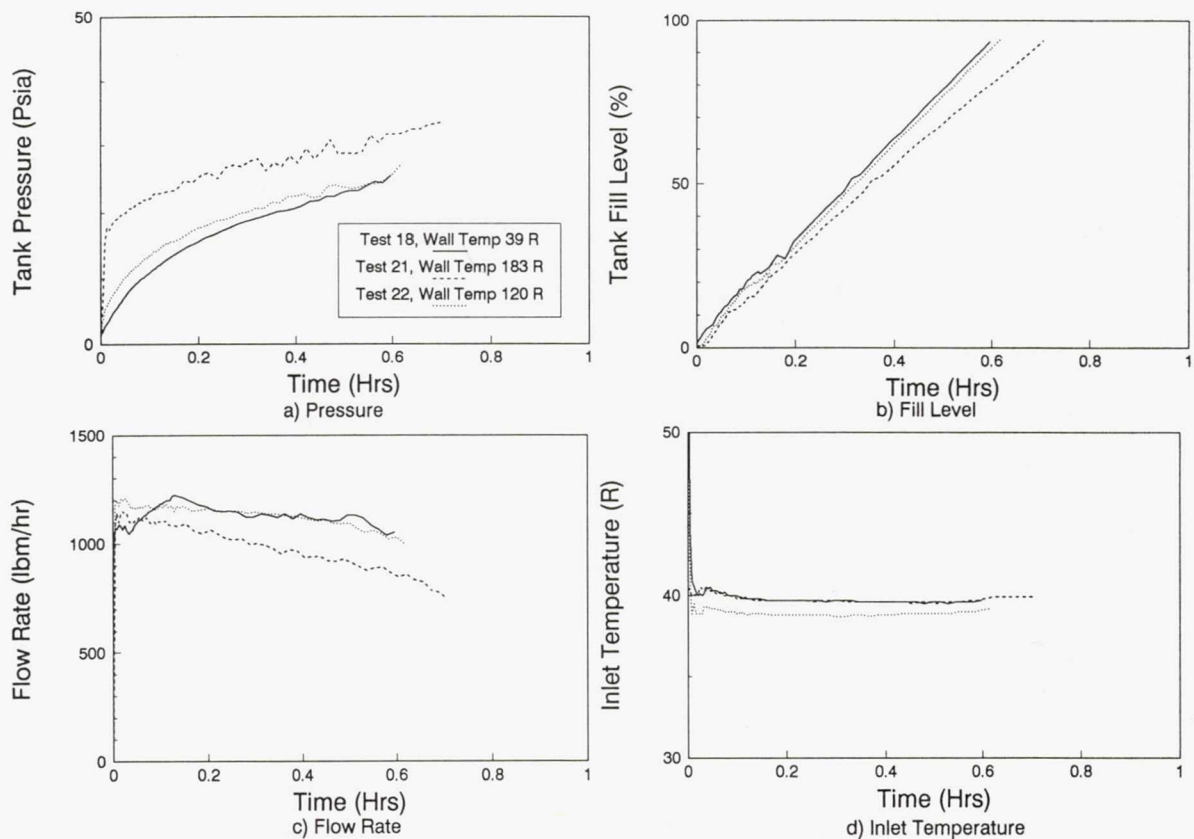 50
Tank Pressure (Psia)
0
0
0.2
0.4
0.6
0.8
1
Time (Hrs)
a) Pressure
Test 18, Wall Temp 39 R
Test 21, Wall Temp 183 R
Test 22, Wall Temp 120 R
100
Tank Fill Level (%)
50
0
0
0.2
0.4
0.6
0.8
1
Time (Hrs)
b) Fill Level
1500
Flow Rate (lbm/hr)
1000
500
0
0
0.2
0.4
0.6
0.8
1
Time (Hrs)
c) Flow Rate
50
Inlet Temperature (R)
40
30
0
0.2
0.4
0.6
0.8
1
Time (Hrs)
d) Inlet Temperature